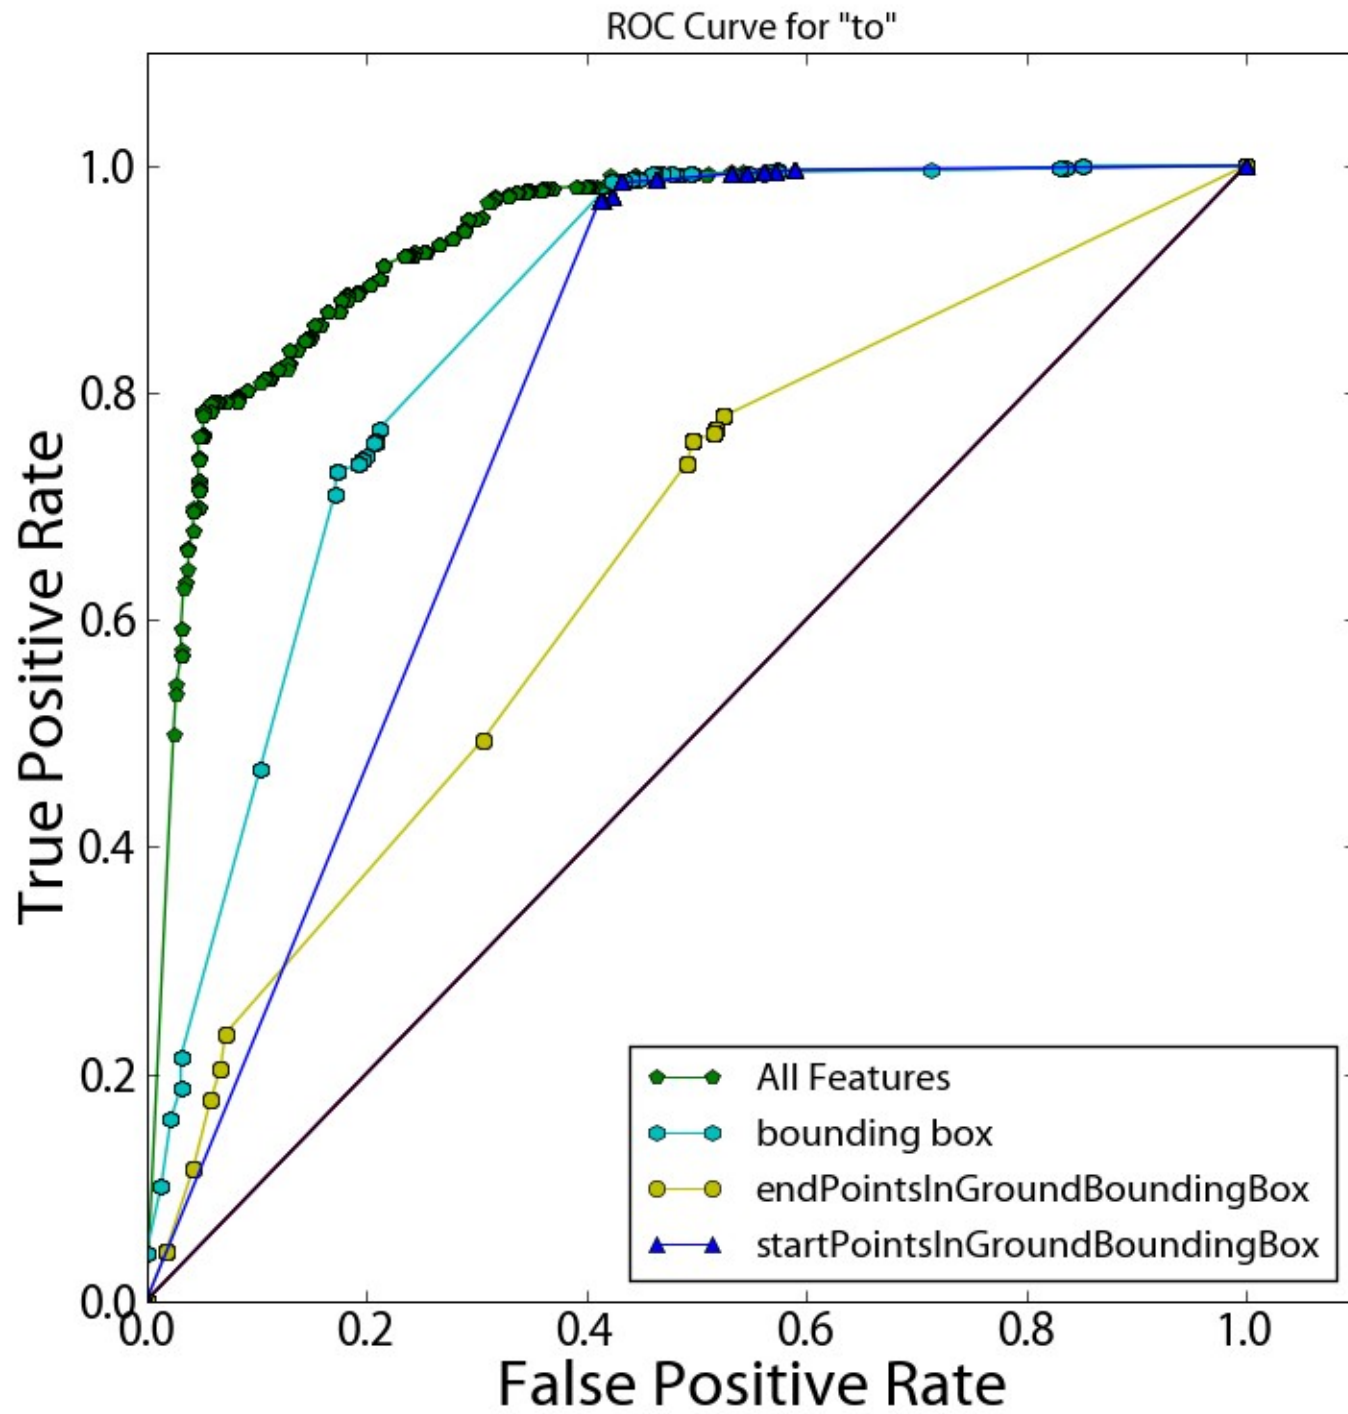 ROC Curve for "to"
True Positive Rate
1.0
0.8
0.6
0.4
0.2
0.0
0.0 0.2 0.4 0.6 0.8 1.0
False Positive Rate
All Features
bounding box
endPointsInGroundBoundingBox
startPointsInGroundBoundingBox